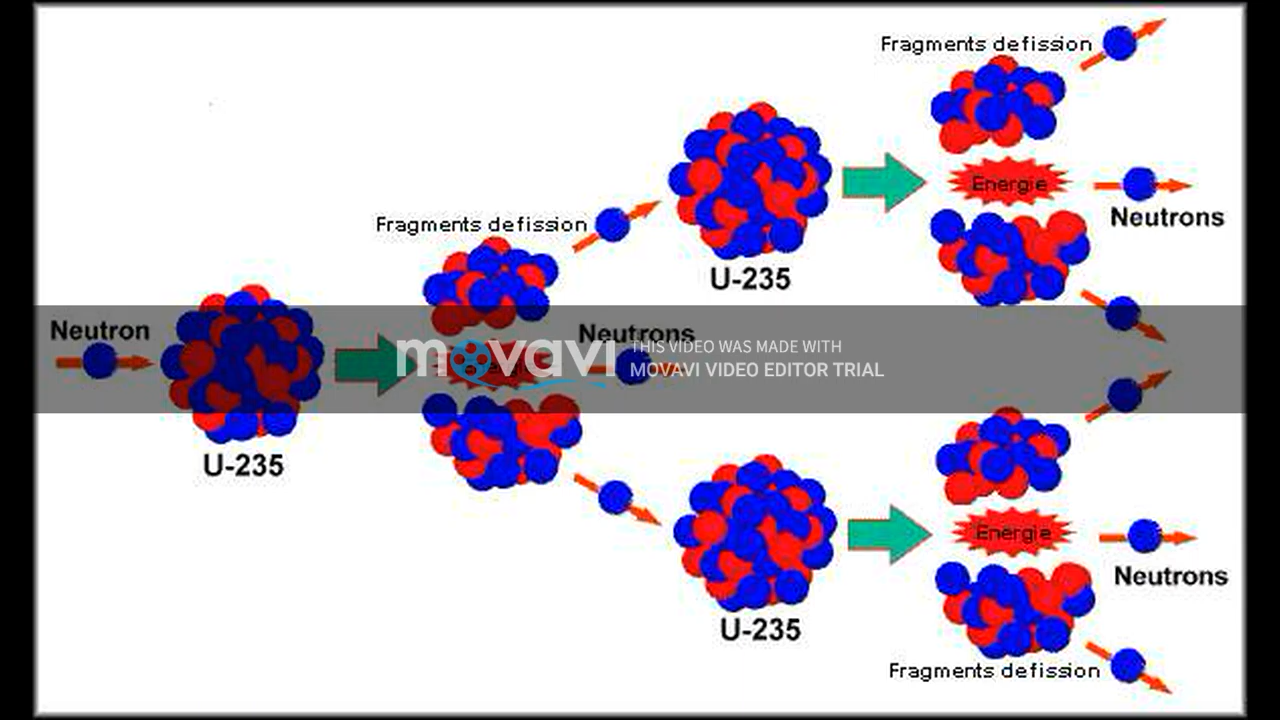 Fragments defission
Energie
Neutrons
Fragments defission
U-235
Neutron
Neutrons
movavi
THIS VIDEO WAS MADE WITH
MOVAVI VIDEO EDITOR TRIAL
U-235
Energie
Neutrons
U-235
Fragments defission